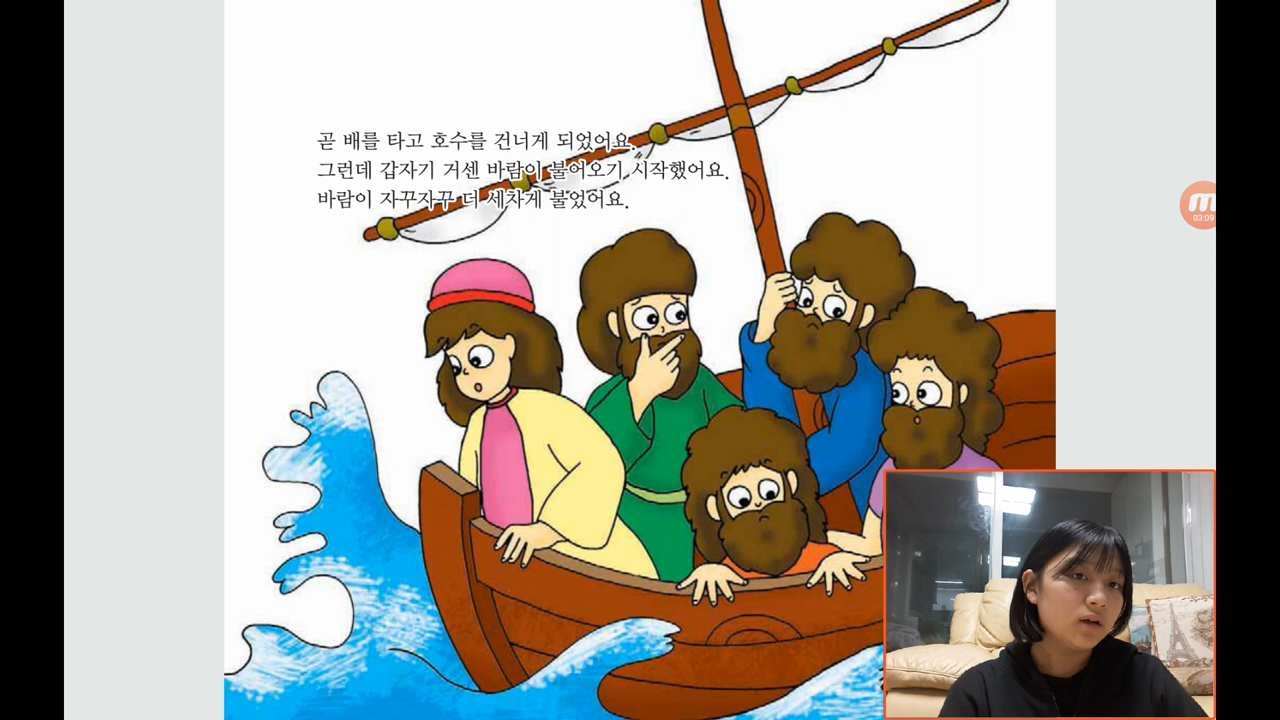 곧 배를 타고 호수를 건너게 되었어요.
그런데 갑자기 거센 바람이 불어오기 시작했어요.
바람이 자꾸자꾸 더 세차게 불었어요.
03:09